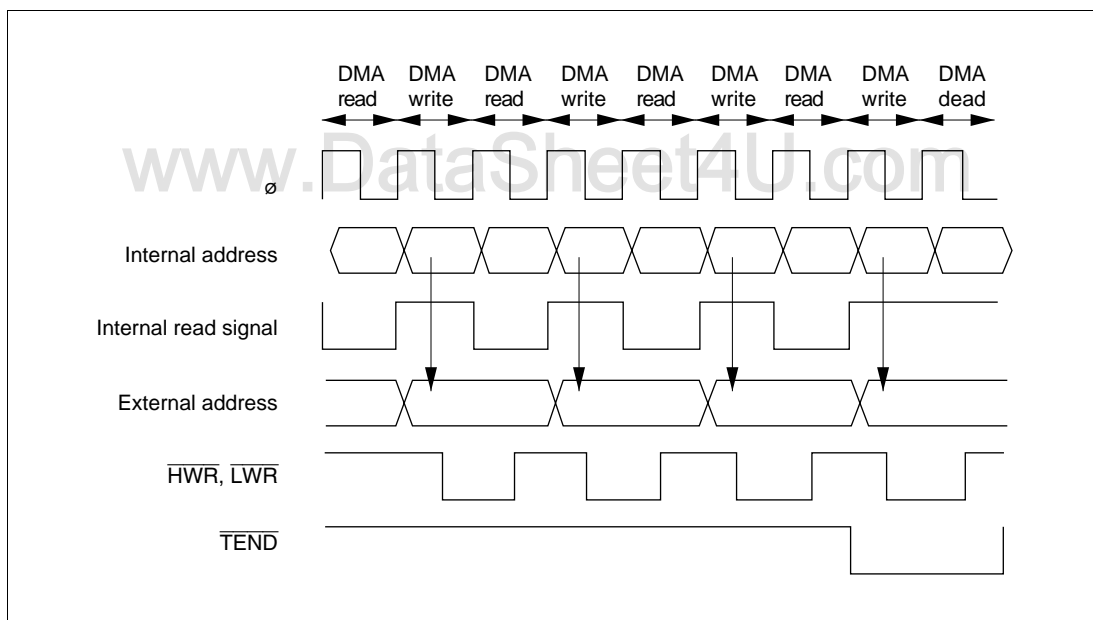 DMA read DMA write DMA read DMA write DMA read DMA write DMA read DMA write DMA dead
www.DataSheet4U.com
ø
Internal address
Internal read signal
External address
HWR, LWR
TEND